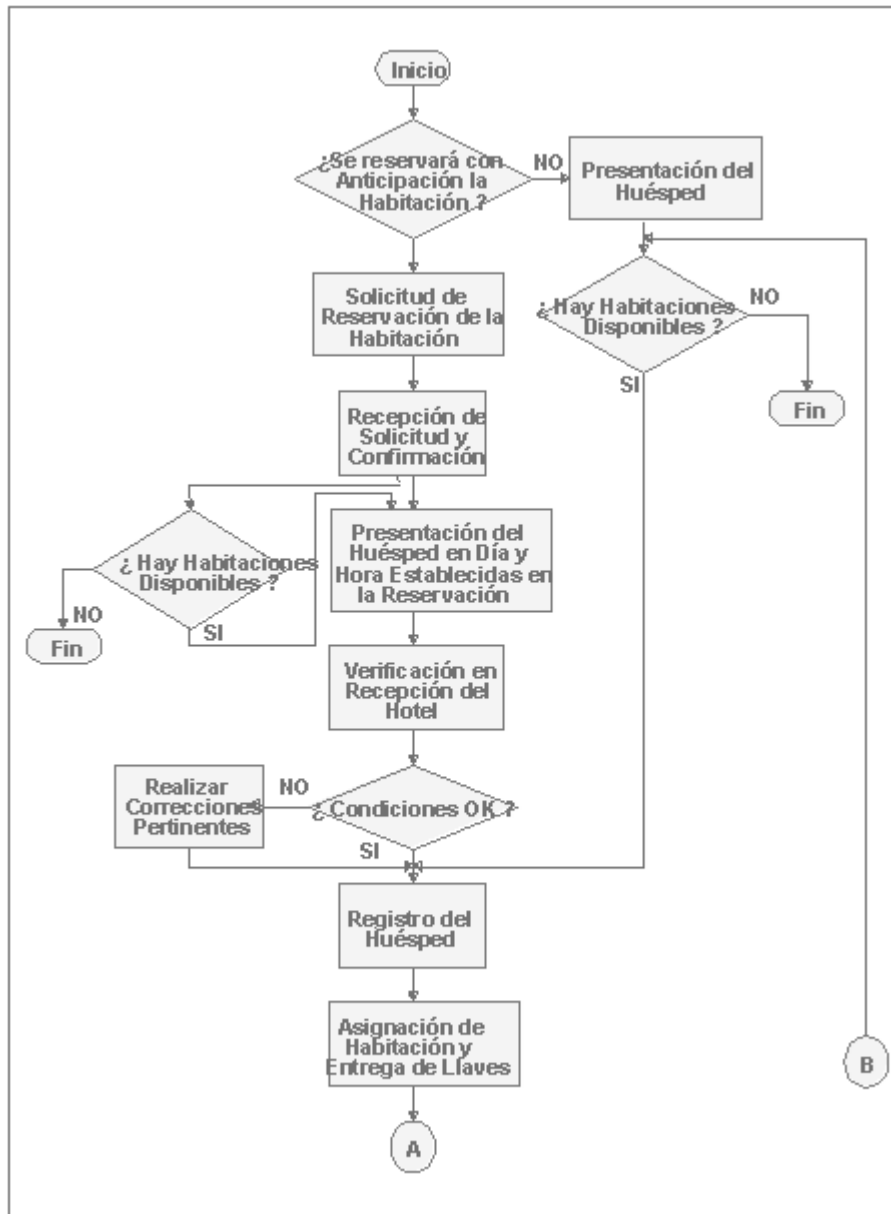 Inicio
¿Se reservará con
Anticipación la
Habitación ?
NO
Presentación del
Huésped
Solicitud de
Reservación de la
Habitación
¿ Hay Habitaciones
Disponibles ?
NO
SI
Fin
Recepción de
Solicitud y
Confirmación
¿ Hay Habitaciones
Disponibles ?
NO
SI
Fin
Presentación del
Huésped en Día y
Hora Establecidas en
la Reservación
Verificación en
Recepción del
Hotel
Realizar
Correcciones
Pertinentes
NO
¿ Condiciones OK ?
SI
Registro del
Huésped
Asignación de
Habitación y
Entrega de Llaves
B
A